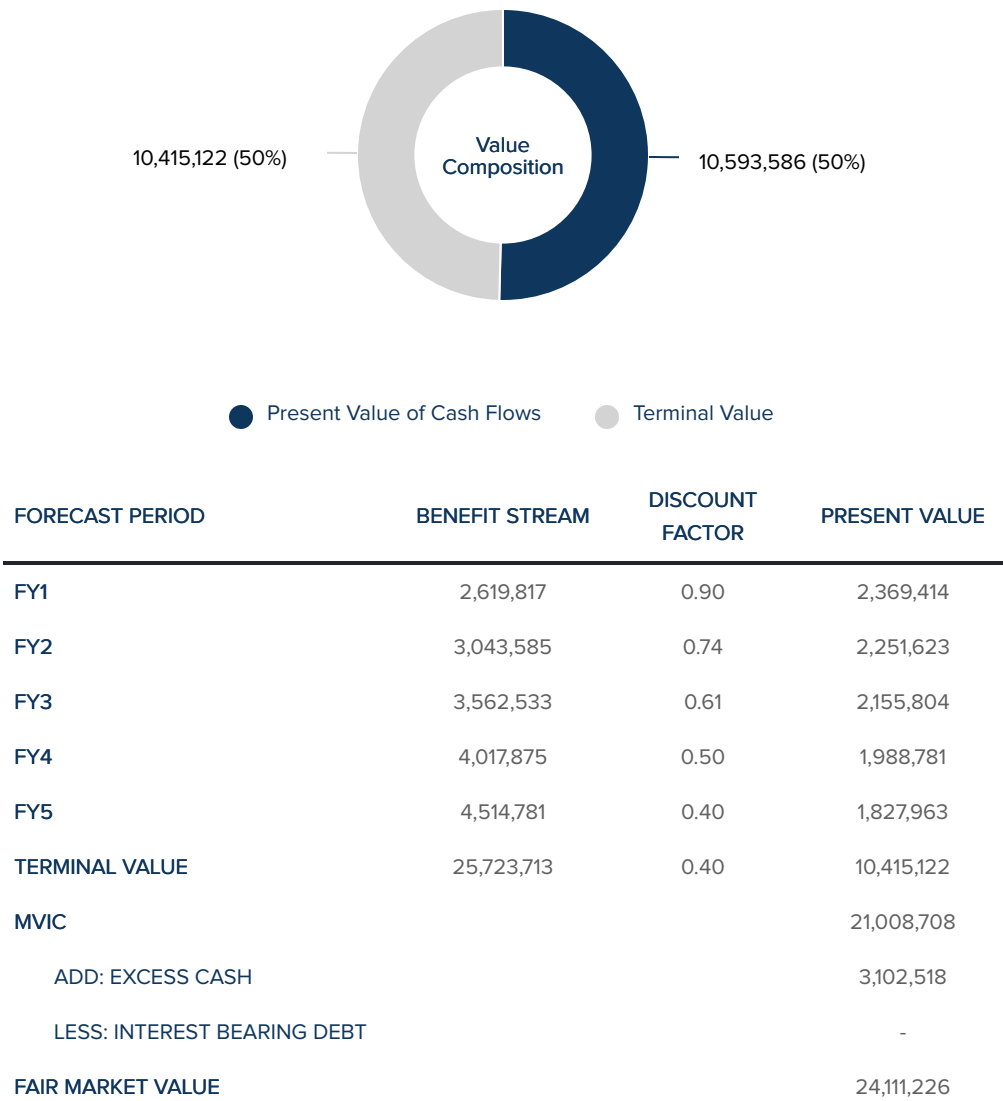 Value
Composition
10,415,122 (50%)
10,593,586 (50%)
Present Value of Cash Flows
Terminal Value
FORECAST PERIOD BENEFIT STREAM DISCOUNT FACTOR PRESENT VALUE
FY1 2,619,817 0.90 2,369,414
FY2 3,043,585 0.74 2,251,623
FY3 3,562,533 0.61 2,155,804
FY4 4,017,875 0.50 1,988,781
FY5 4,514,781 0.40 1,827,963
TERMINAL VALUE 25,723,713 0.40 10,415,122
MVIC 21,008,708
ADD: EXCESS CASH 3,102,518
LESS: INTEREST BEARING DEBT -
FAIR MARKET VALUE 24,111,226